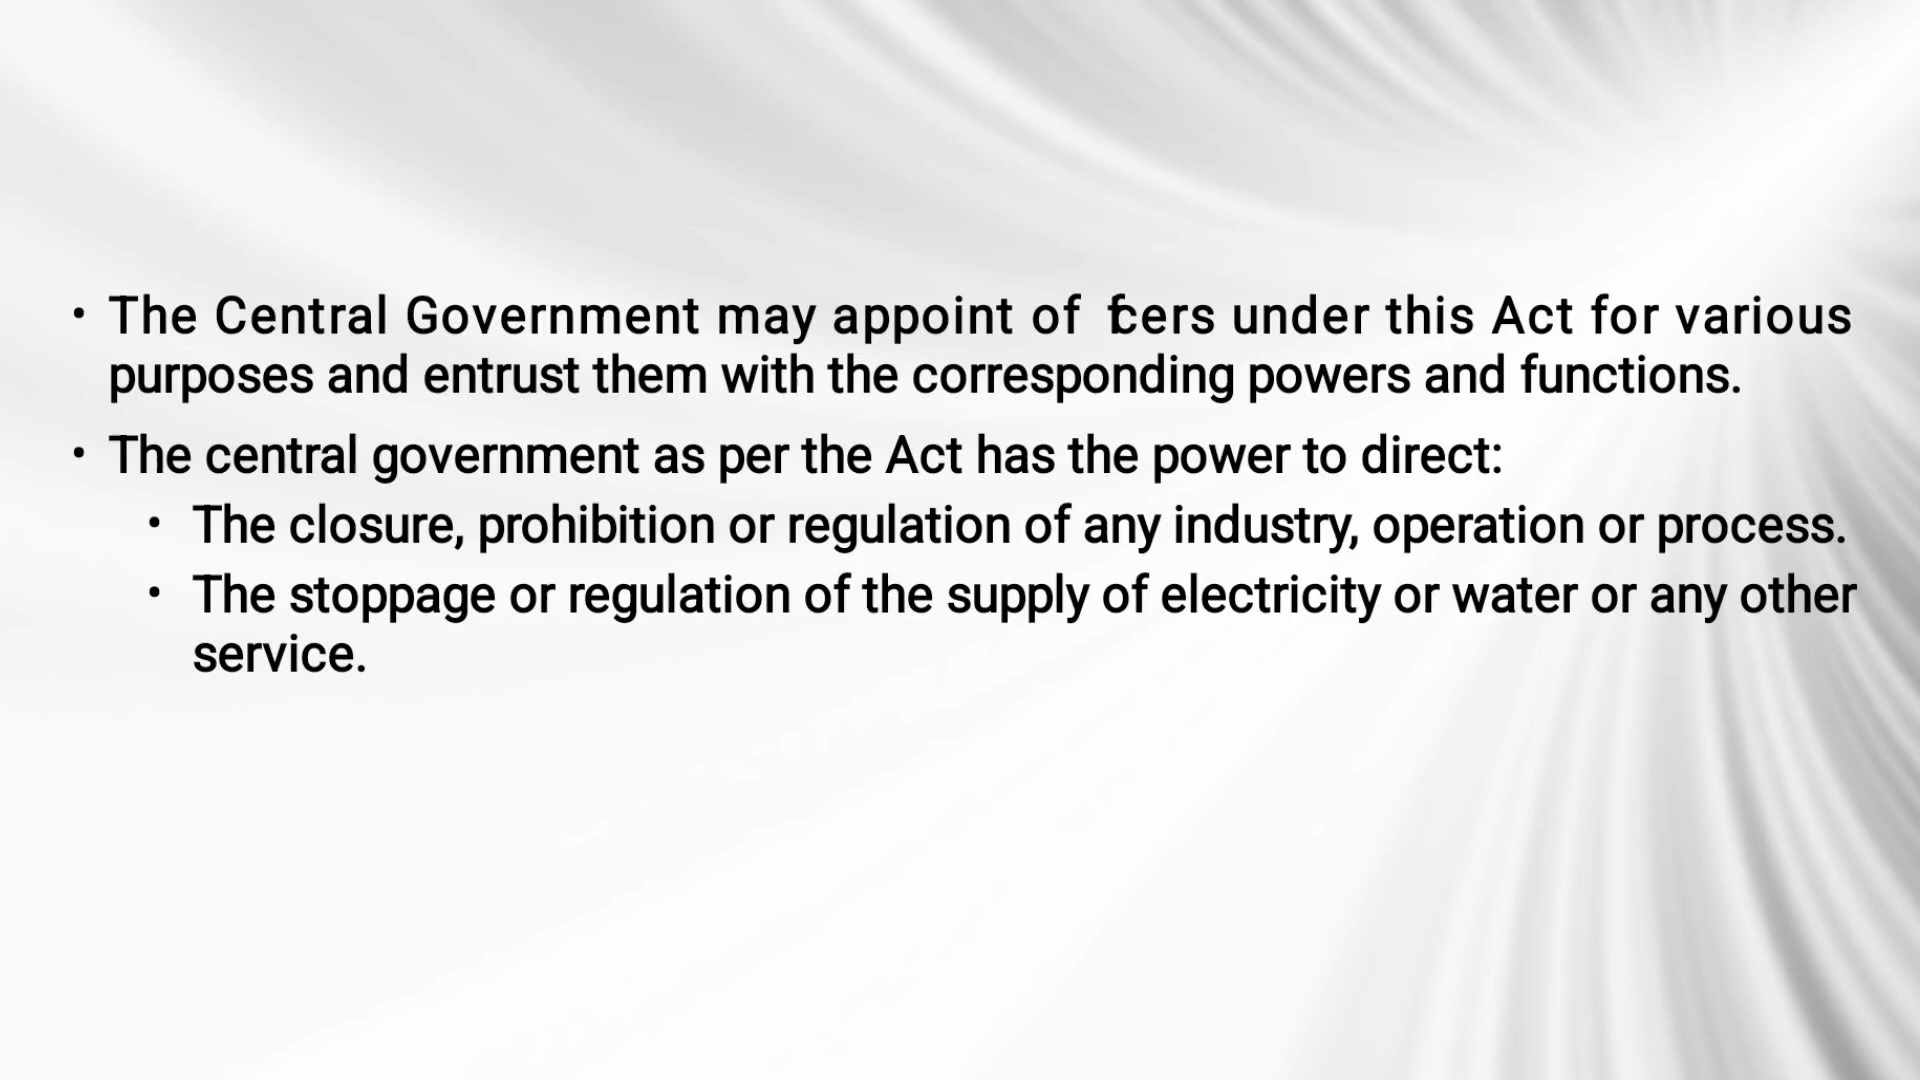 • The Central Government may appoint of ficers under this Act for various
purposes and entrust them with the corresponding powers and functions.
• The central government as per the Act has the power to direct:
• The closure, prohibition or regulation of any industry, operation or process.
• The stoppage or regulation of the supply of electricity or water or any other
service.